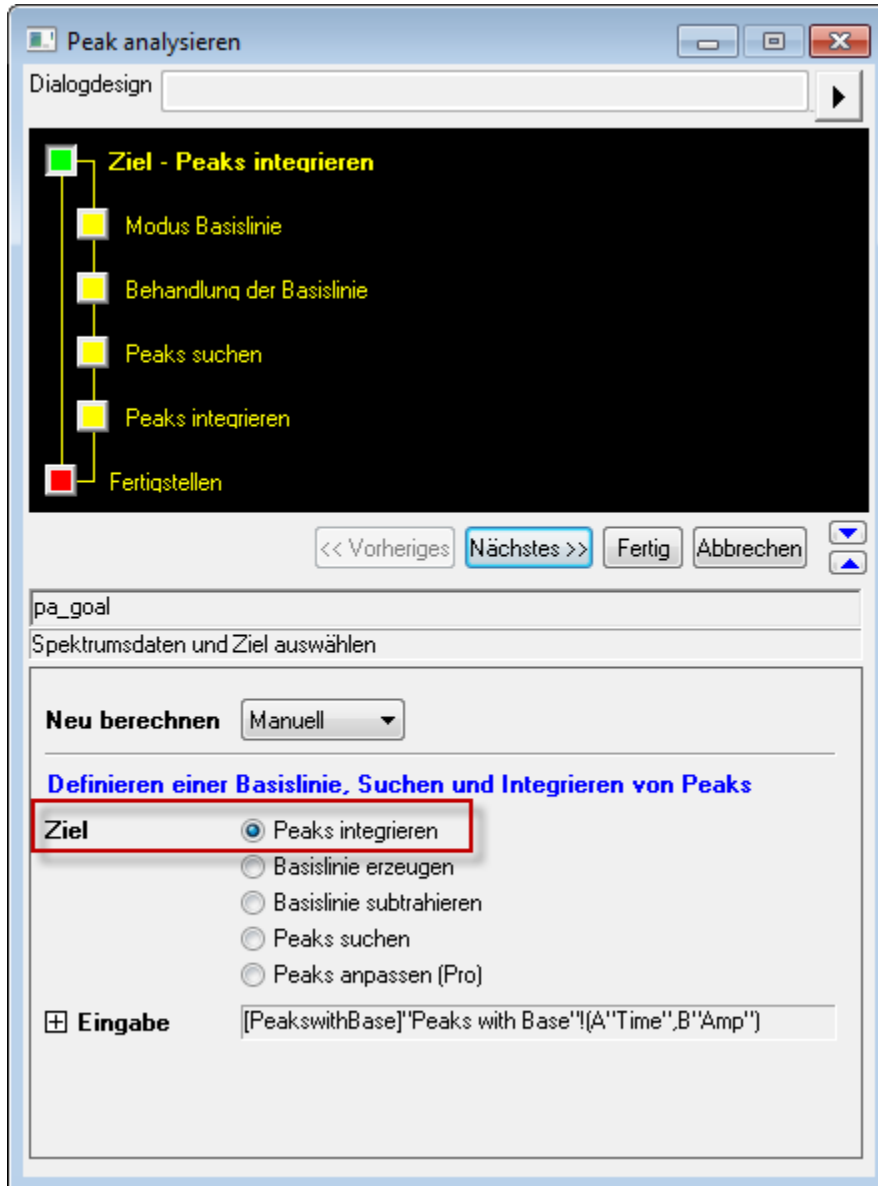 Peak analysieren
Dialogdesign
Ziel - Peaks integrieren
Modus Basislinie
Behandlung der Basislinie
Peaks suchen
Peaks integrieren
Fertigstellen
<< Vorheriges Nächstes >> Fertig Abbrechen
pa_goal
Spektrumsdaten und Ziel auswählen
Neu berechnen Manuell
Definieren einer Basislinie, Suchen und Integrieren von Peaks
Ziel Peaks integrieren
Basislinie erzeugen
Basislinie subtrahieren
Peaks suchen
Peaks anpassen (Pro)
Eingabe [PeakswithBase]"Peaks with Base"!(A"Time",B"Amp")